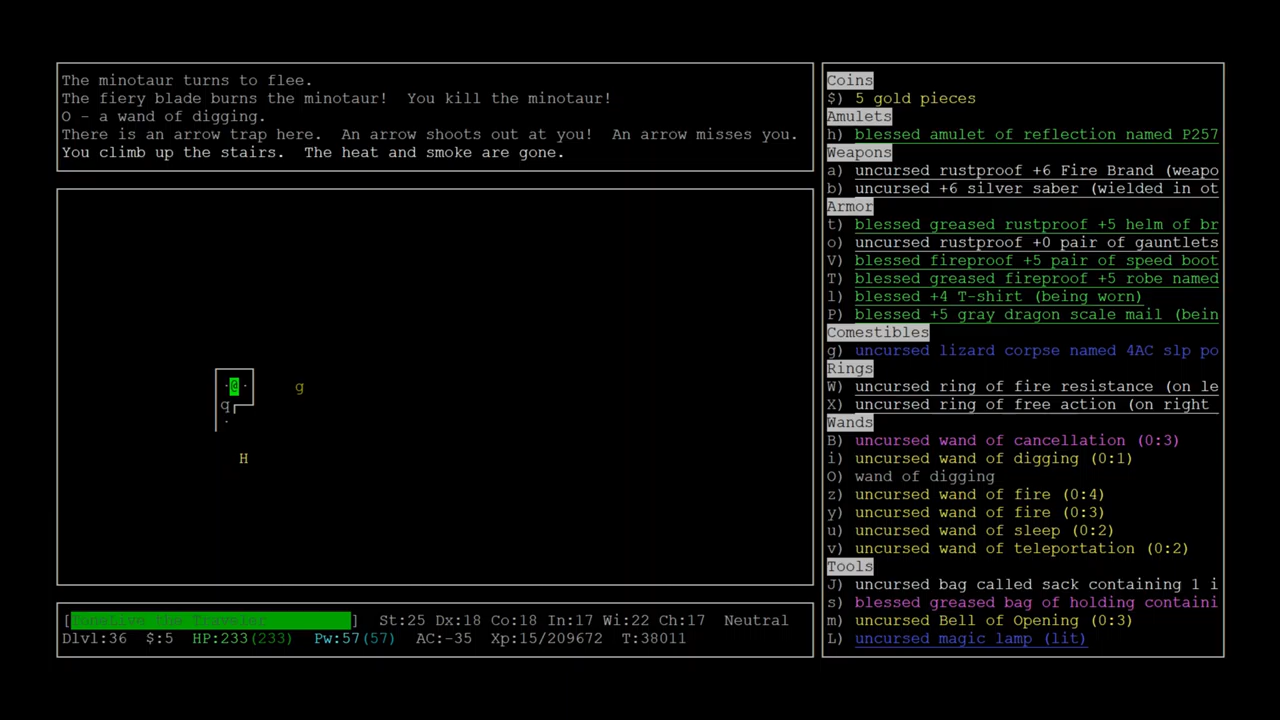 The minotaur turns to flee.
The fiery blade burns the minotaur!  You kill the minotaur!
O - a wand of digging.
There is an arrow trap here.  An arrow shoots out at you!  An arrow misses you.
You climb up the stairs.  The heat and smoke are gone.
·@·  g
q
·
H
[ToneLive the Traveler          ]  St:25 Dx:18 Co:18 In:17 Wi:22 Ch:17  Neutral
Dlvl:36  $:5  HP:233(233)  Pw:57(57)  AC:-35  Xp:15/209672  T:38011
Coins
$) 5 gold pieces
Amulets
h) blessed amulet of reflection named P257
Weapons
a) uncursed rustproof +6 Fire Brand (weapo
b) uncursed +6 silver saber (wielded in ot
Armor
t) blessed greased rustproof +5 helm of br
o) uncursed rustproof +0 pair of gauntlets
V) blessed fireproof +5 pair of speed boot
T) blessed greased fireproof +5 robe named
l) blessed +4 T-shirt (being worn)
P) blessed +5 gray dragon scale mail (bein
Comestibles
g) uncursed lizard corpse named 4AC slp po
Rings
W) uncursed ring of fire resistance (on le
X) uncursed ring of free action (on right
Wands
B) uncursed wand of cancellation (0:3)
i) uncursed wand of digging (0:1)
O) wand of digging
z) uncursed wand of fire (0:4)
y) uncursed wand of fire (0:3)
u) uncursed wand of sleep (0:2)
v) uncursed wand of teleportation (0:2)
Tools
J) uncursed bag called sack containing 1 i
s) blessed greased bag of holding containi
m) uncursed Bell of Opening (0:3)
L) uncursed magic lamp (lit)